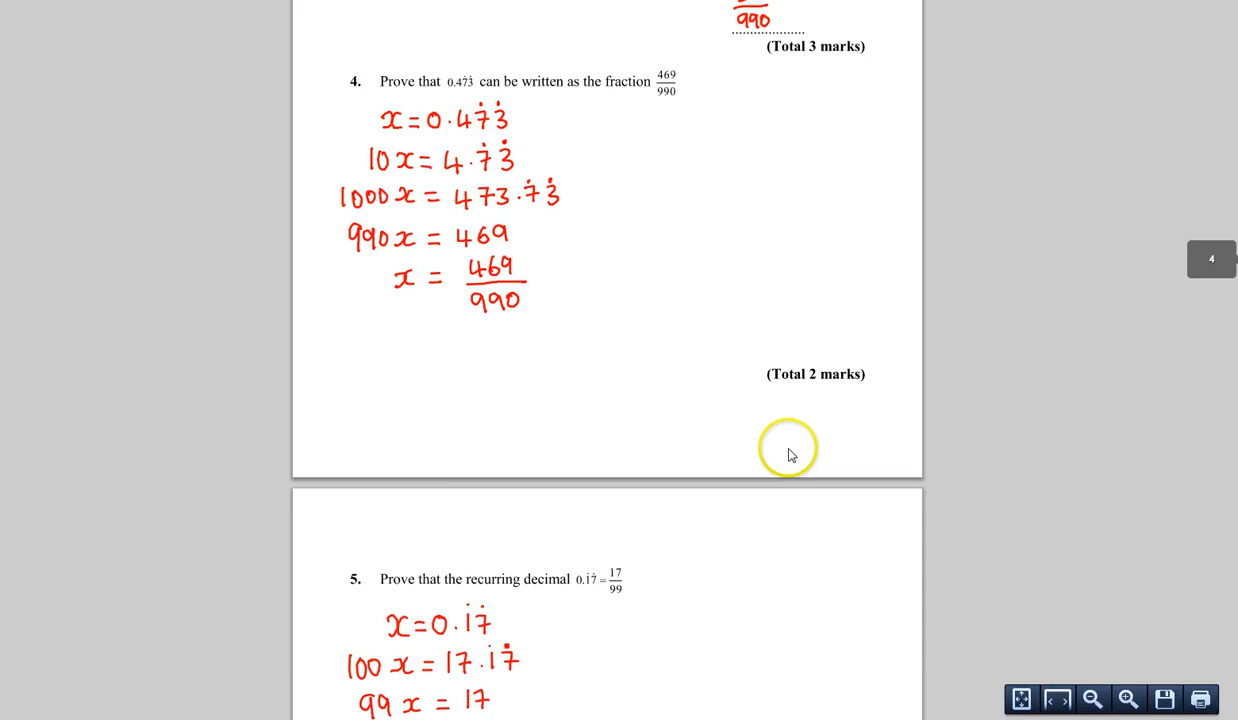 990
(Total 3 marks)
4. Prove that 0.47̇3̇ can be written as the fraction 469/990
x = 0.47̇3̇
10x = 4.7̇3̇
1000x = 473.7̇3̇
990x = 469
x = 469/990
(Total 2 marks)
4
5. Prove that the recurring decimal 0.1̇7̇ = 17/99
x = 0.1̇7̇
100x = 17.1̇7̇
99x = 17